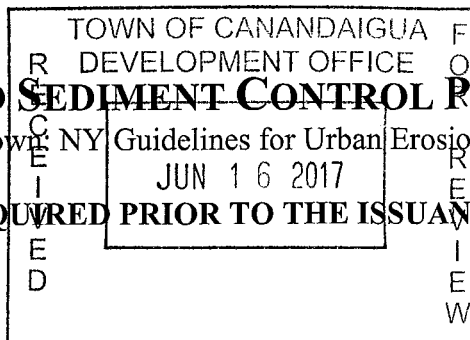 TOWN OF CANANDAIGUA
DEVELOPMENT OFFICE
SEDIMENT CONTROL
NY Guidelines for Urban
JUN 16 2017
PRIOR TO THE
RECEIVED
FOR REVIEW